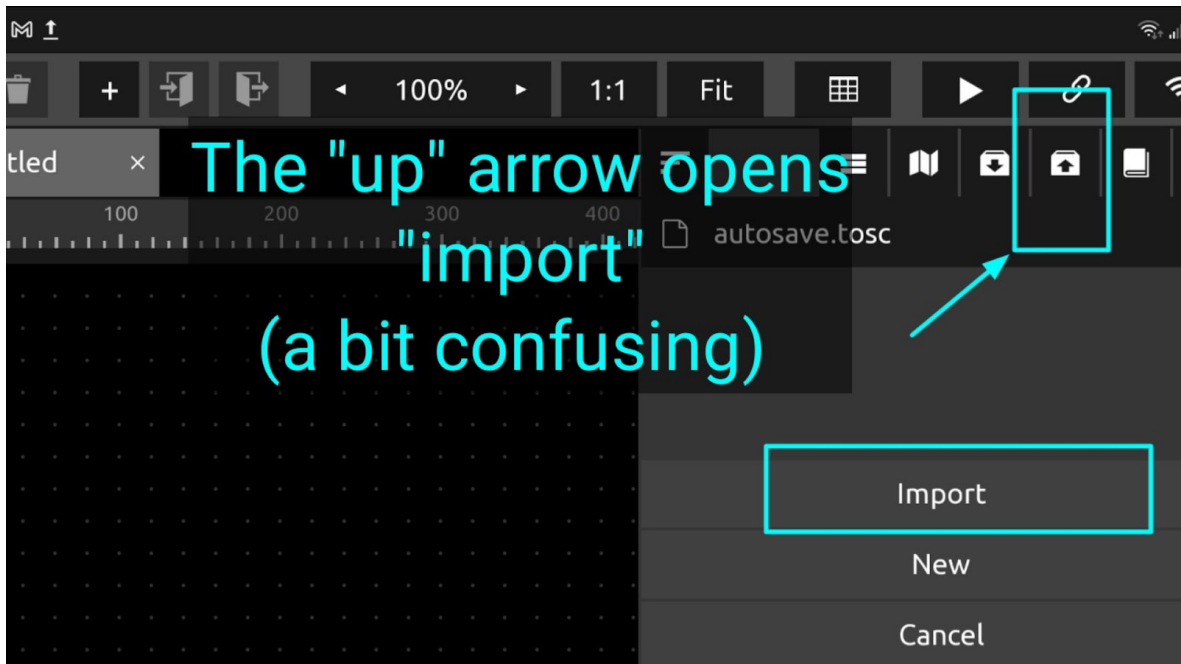 +
100%
1:1
Fit
tled ×
The "up" arrow opens
"import"
(a bit confusing)
100 200 300 400
autosave.tosc
Import
New
Cancel